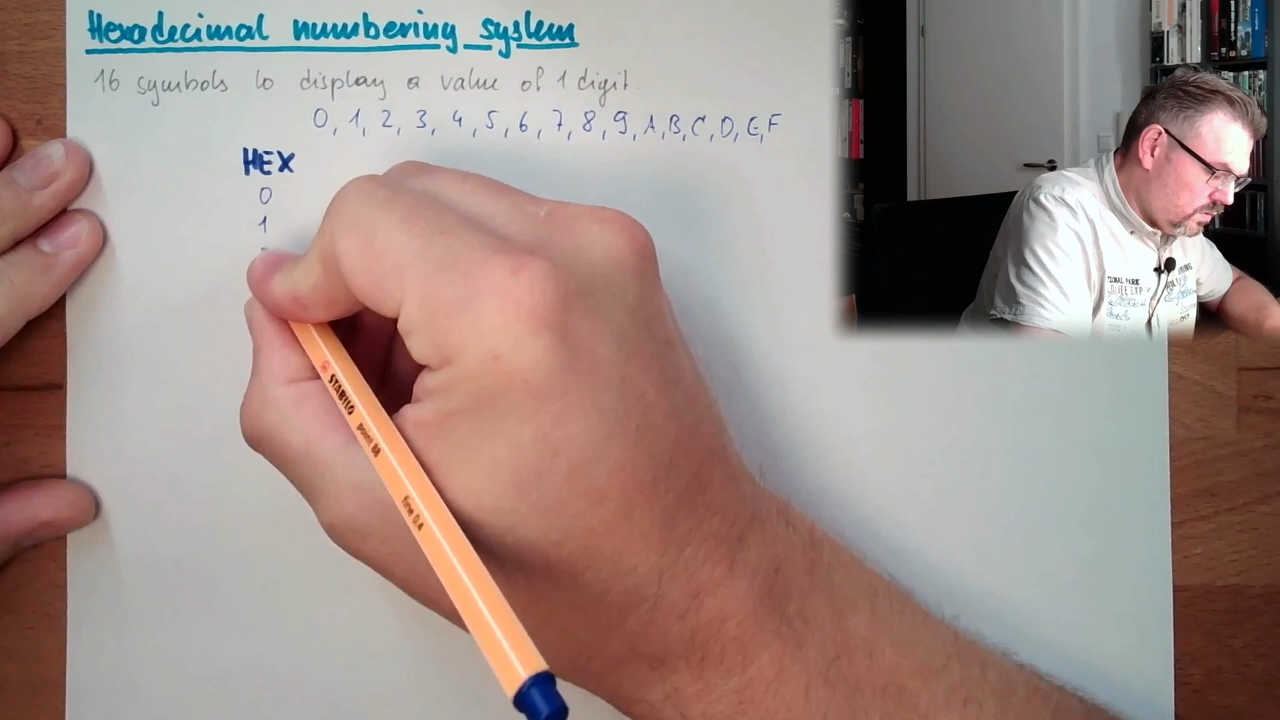 Hexadecimal numbering system
16 symbols to display a value of 1 digit.
0, 1, 2, 3, 4, 5, 6, 7, 8, 9, A, B, C, D, E, F
HEX
0
1
STABILO point 88 fine 0.4